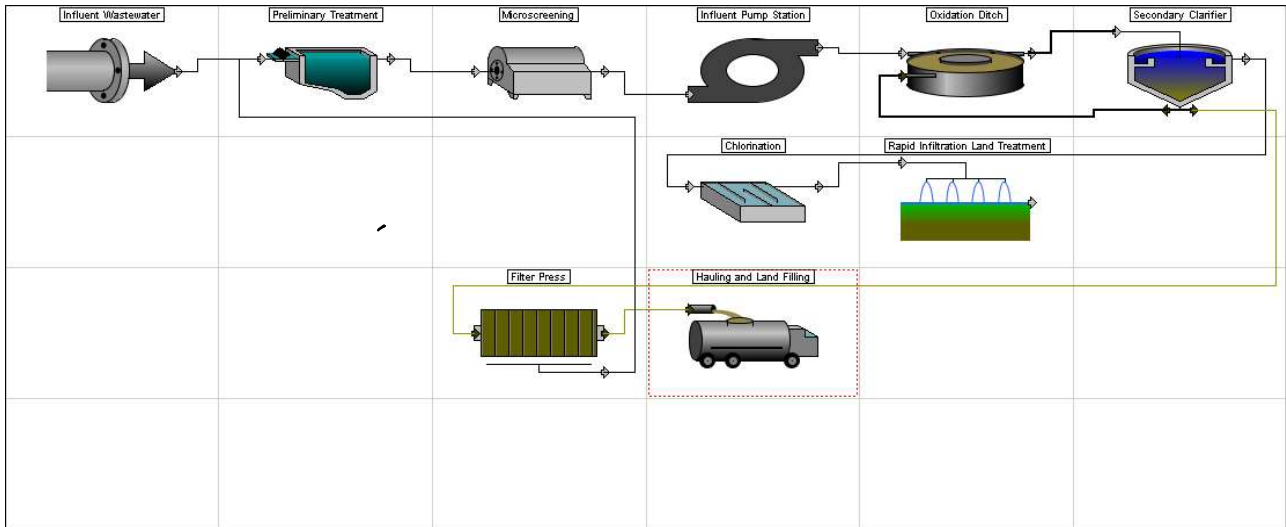 Influent Wastewater
Preliminary Treatment
Microscreening
Influent Pump Station
Oxidation Ditch
Secondary Clarifier
Chlorination
Rapid Infiltration Land Treatment
Filter Press
Hauling and Land Filling